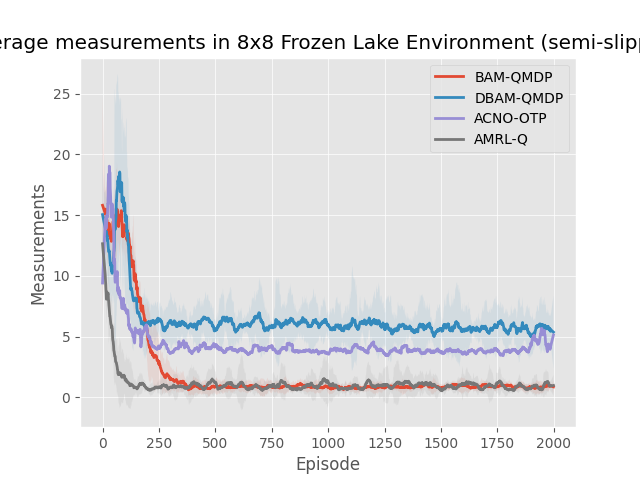 erage measurements in 8x8 Frozen Lake Environment (semi-slipp
BAM-QMDP
DBAM-QMDP
ACNO-OTP
AMRL-Q
Measurements
25
20
15
10
5
0
0 250 500 750 1000 1250 1500 1750 2000
Episode